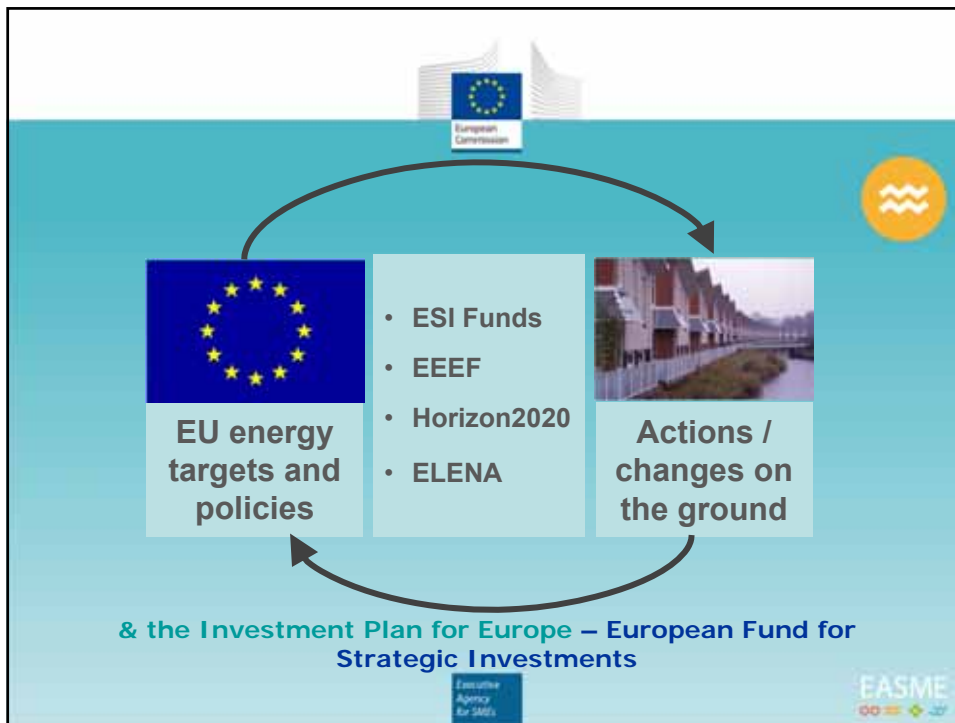 European
Commission
EU energy
targets and
policies
• ESI Funds
• EEEF
• Horizon2020
• ELENA
Actions /
changes on
the ground
& the Investment Plan for Europe – European Fund for
Strategic Investments
Executive
Agency
for SMEs
EASME